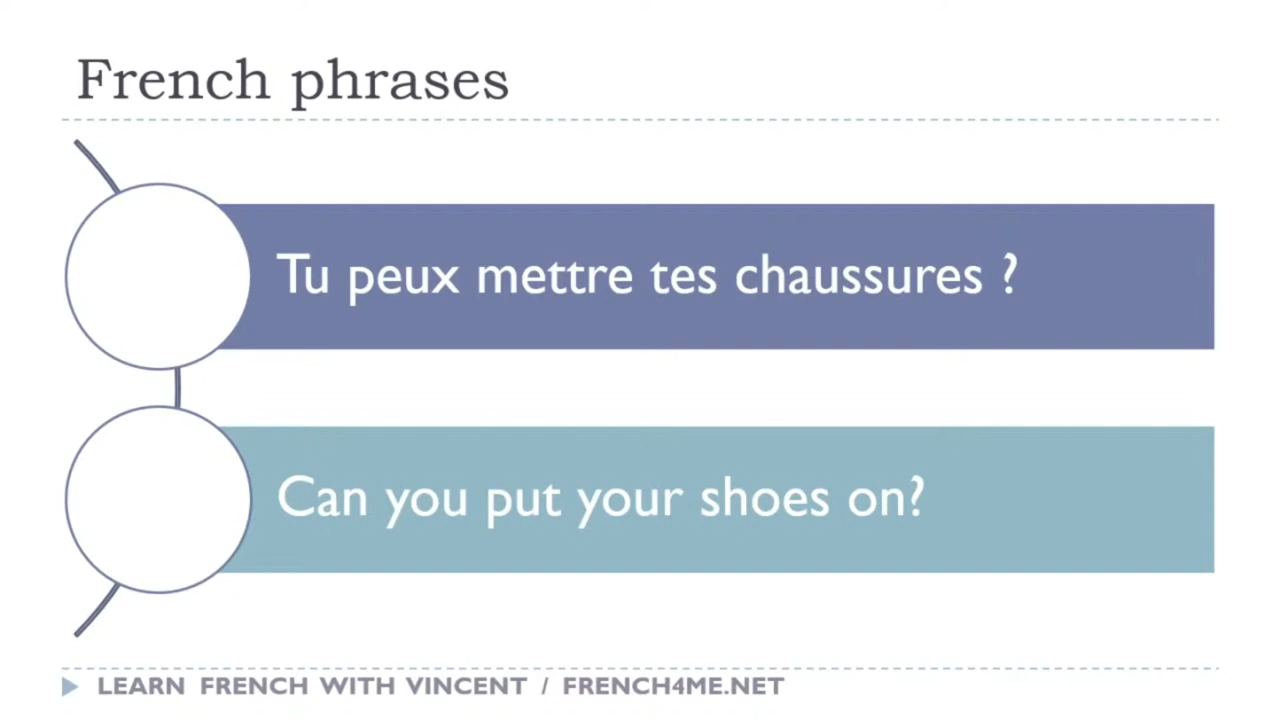 French phrases
Tu peux mettre tes chaussures ?
Can you put your shoes on?
LEARN FRENCH WITH VINCENT / FRENCH4ME.NET